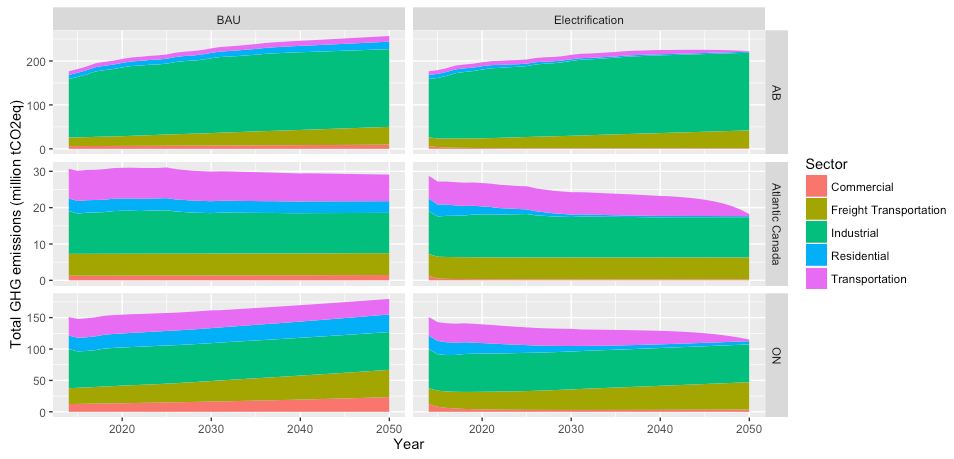 BAU
Electrification
Total GHG emissions (million tCO2eq)
200
100
0
AB
30
20
10
0
Atlantic Canada
150
100
50
0
ON
2020
2030
2040
2050
2020
2030
2040
2050
Year
Sector
Commercial
Freight Transportation
Industrial
Residential
Transportation